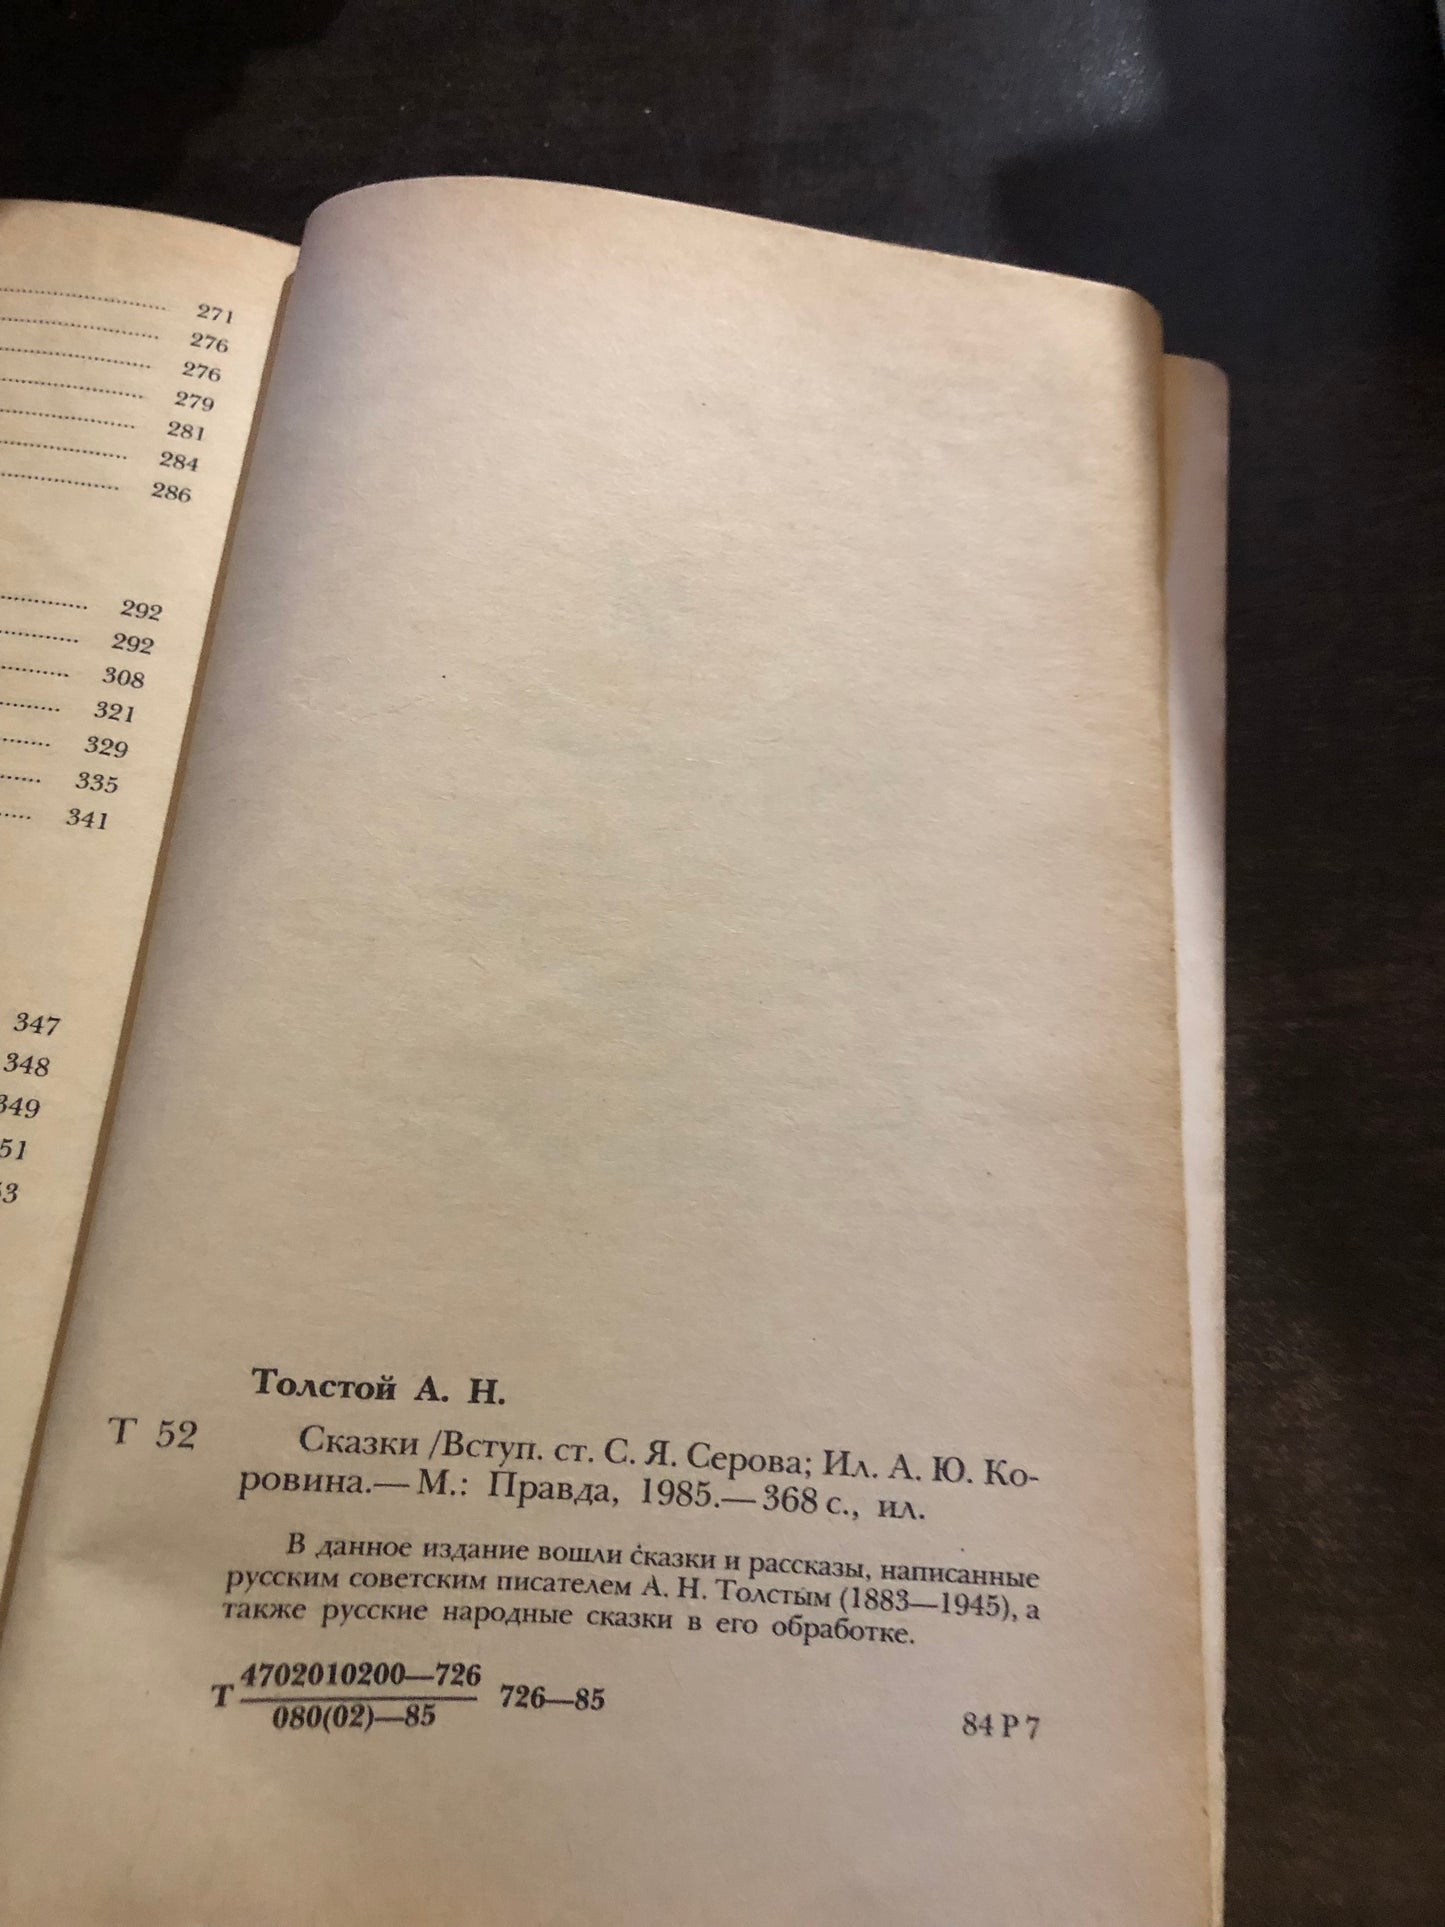 271
276
276
279
281
284
286
292
292
308
321
329
335
341
347
348
349
51
Толстой А. Н.
Т 52
Сказки /Вступ. ст. С. Я. Серова; Ил. А. Ю. Ко-
ровина.— М.: Правда, 1985.— 368 с., ил.
В данное издание вошли сказки и рассказы, написанные
русским советским писателем А. Н. Толстым (1883—1945), а
также русские народные сказки в его обработке.
Т 4702010200—726 726—85
080(02)—85
84 Р 7